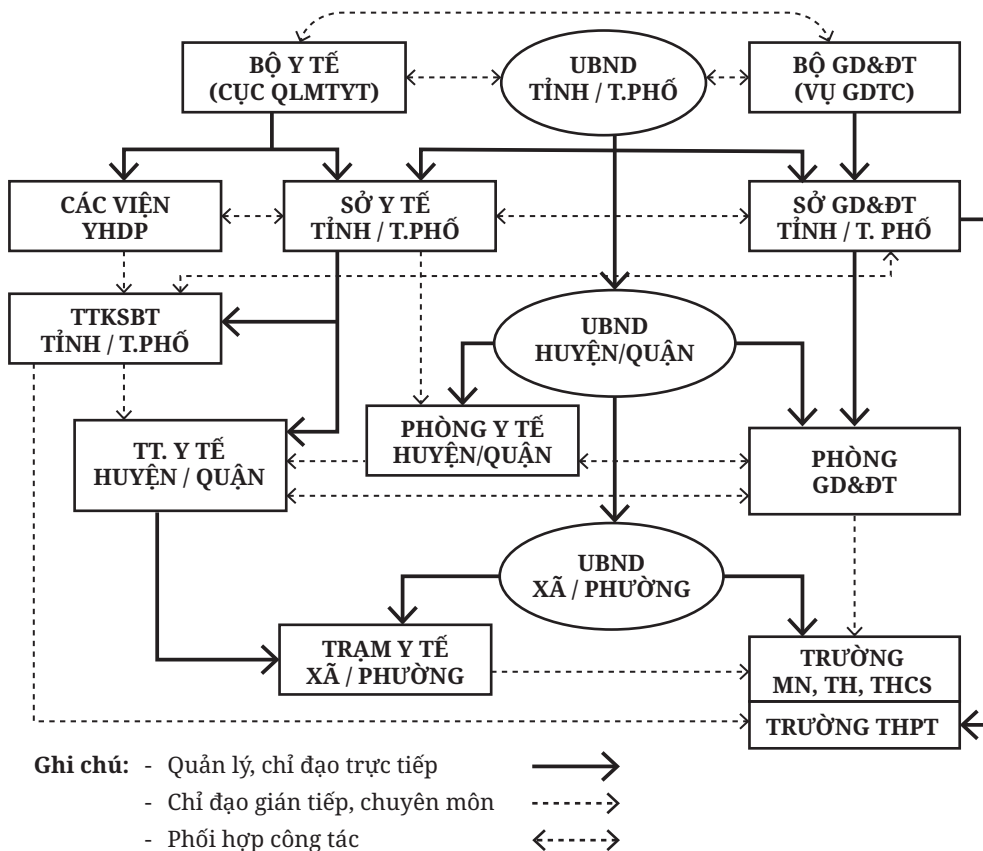 BỘ Y TẾ
(CỤC QLMTYT)
UBND
TỈNH / T.PHỐ
BỘ GD&ĐT
(VỤ GDTC)
CÁC VIỆN
YHDP
SỞ Y TẾ
TỈNH / T.PHỐ
SỞ GD&ĐT
TỈNH / T. PHỐ
TTKSBT
TỈNH / T.PHỐ
UBND
HUYỆN/QUẬN
TT. Y TẾ
HUYỆN / QUẬN
PHÒNG Y TẾ
HUYỆN/QUẬN
PHÒNG
GD&ĐT
UBND
XÃ / PHƯỜNG
TRẠM Y TẾ
XÃ / PHƯỜNG
TRƯỜNG
MN, TH, THCS
TRƯỜNG THPT
Ghi chú: - Quản lý, chỉ đạo trực tiếp
- Chỉ đạo gián tiếp, chuyên môn
- Phối hợp công tác